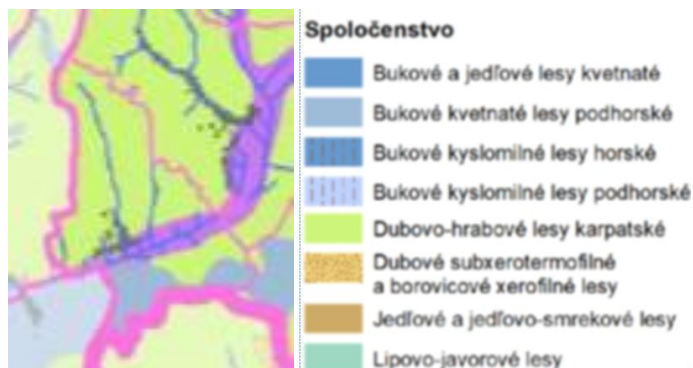 Spoločenstvo
Bukové a jedľové lesy kvetnaté
Bukové kvetnaté lesy podhorské
Bukové kyslomilné lesy horské
Bukové kyslomilné lesy podhorské
Dubovo-hrabové lesy karpatské
Dubové subxerotermofilné
a borovicové xerofilné lesy
Jedľové a jedľovo-smrekové lesy
Lipovo-javorové lesy